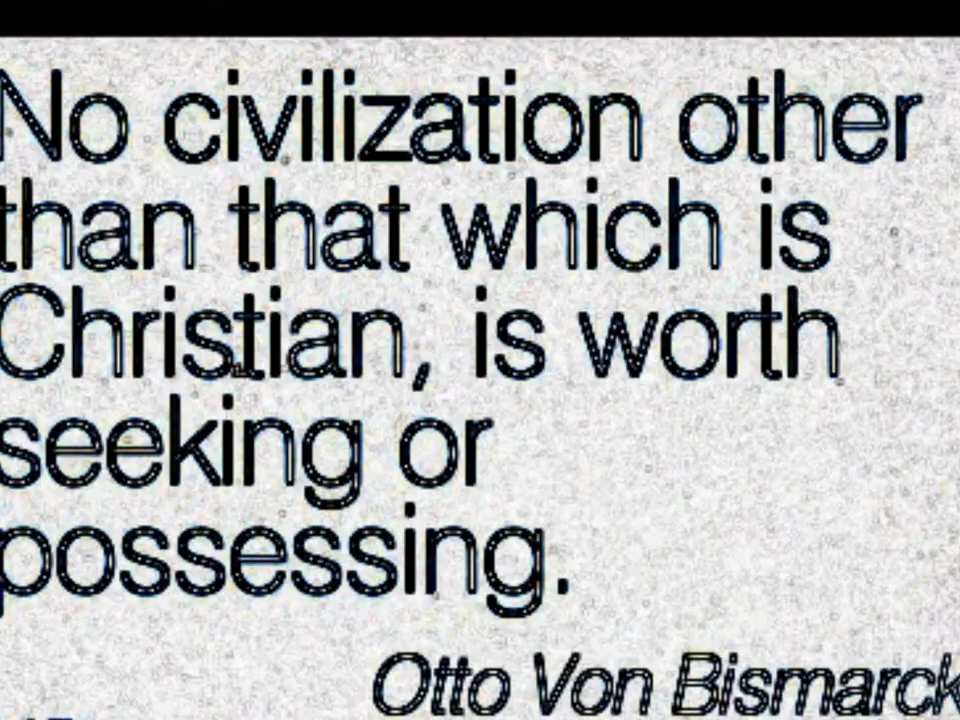 No civilization other
than that which is
Christian, is worth
seeking or
possessing.
Otto Von Bismarck